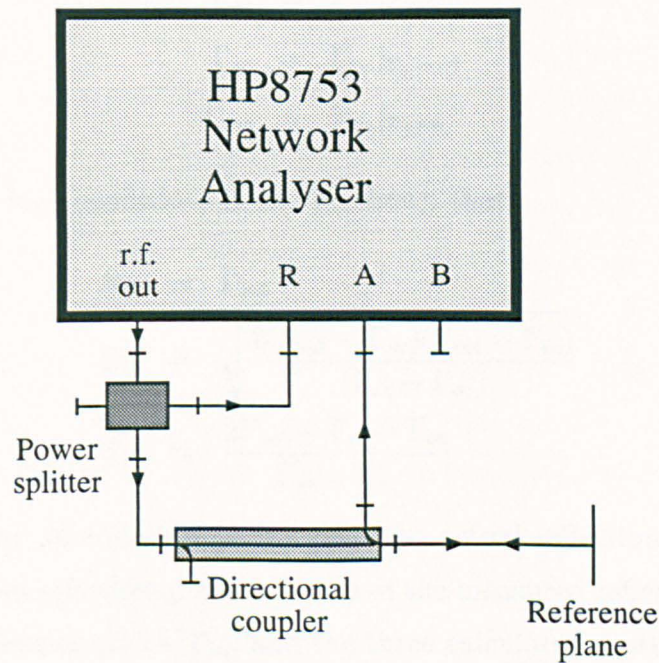 HP8753
Network
Analyser
r.f.
out
R
A
B
Power
splitter
Directional
coupler
Reference
plane